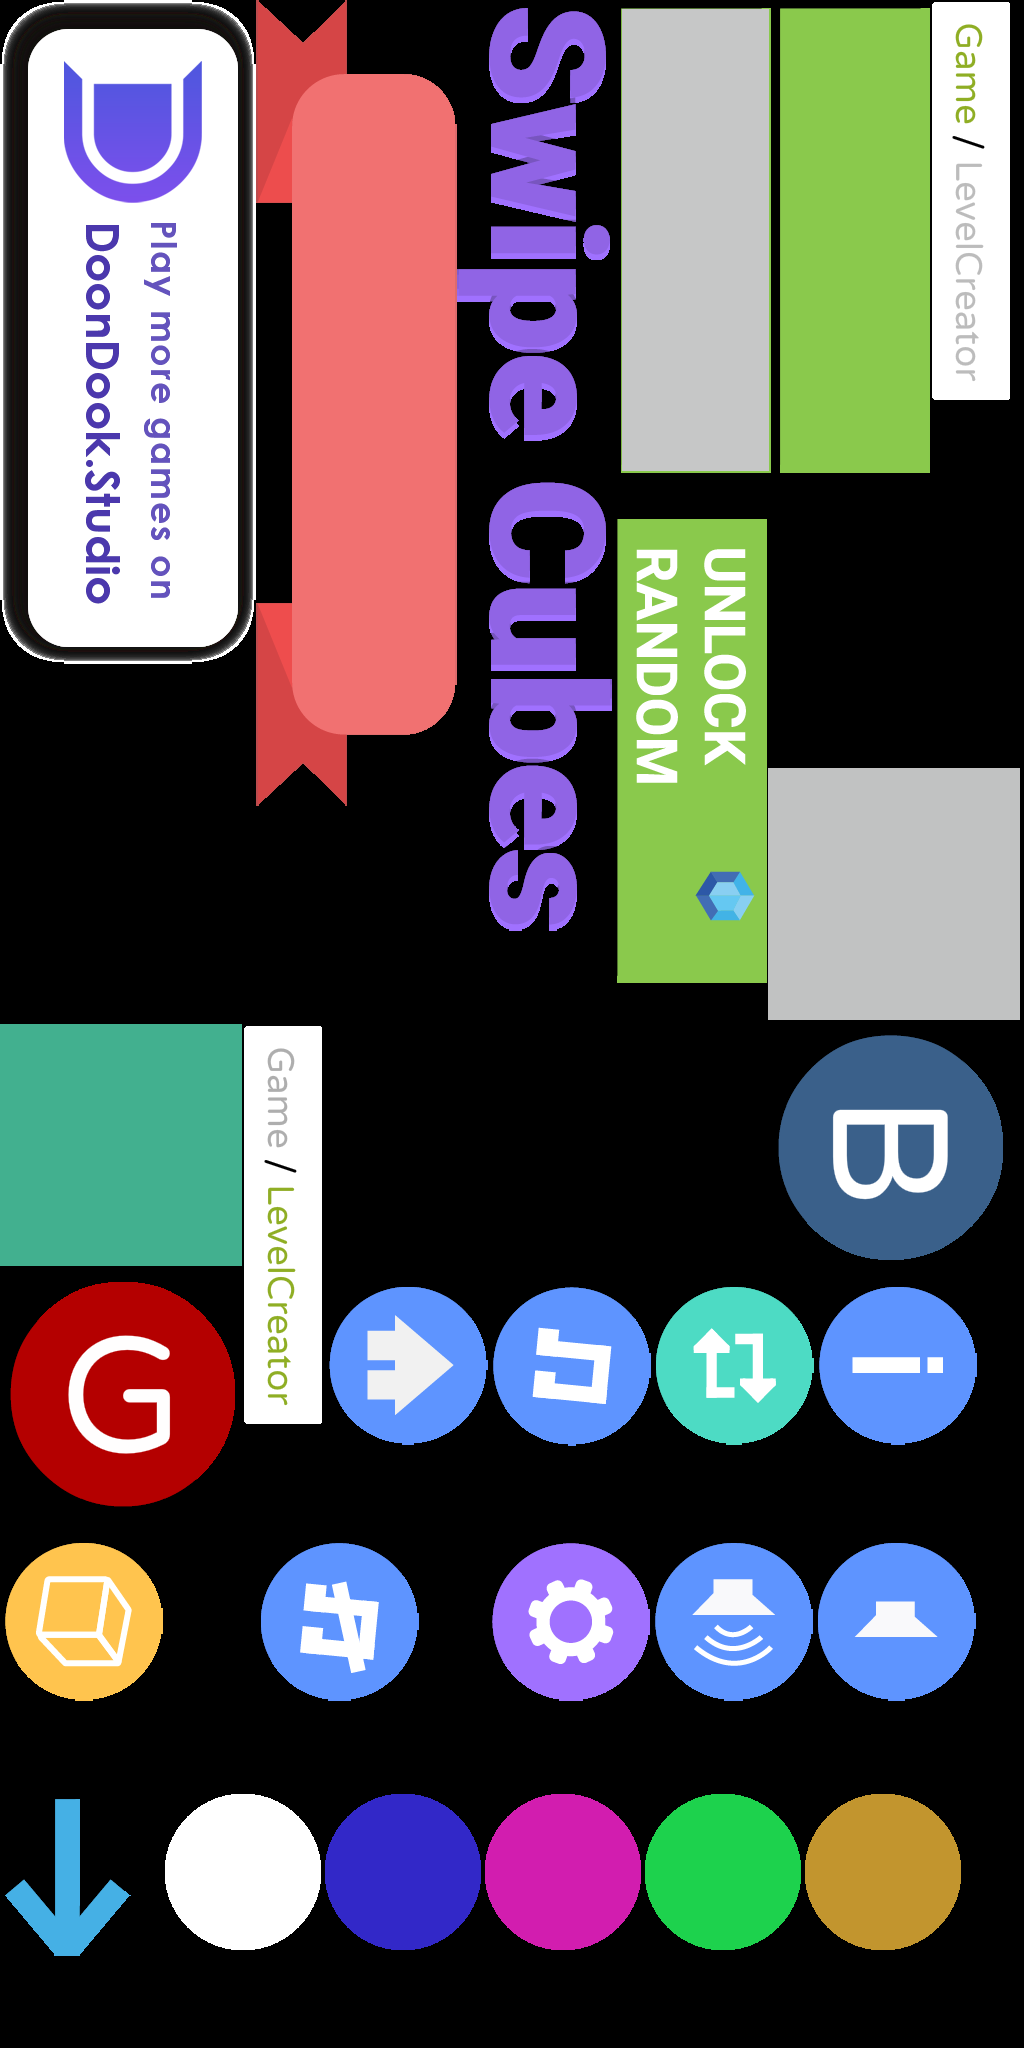 Play more games on
DoonDook.Studio
Swipe Cubes
Game / LevelCreator
UNLOCK
RANDOM
Game / LevelCreator
B
G
i